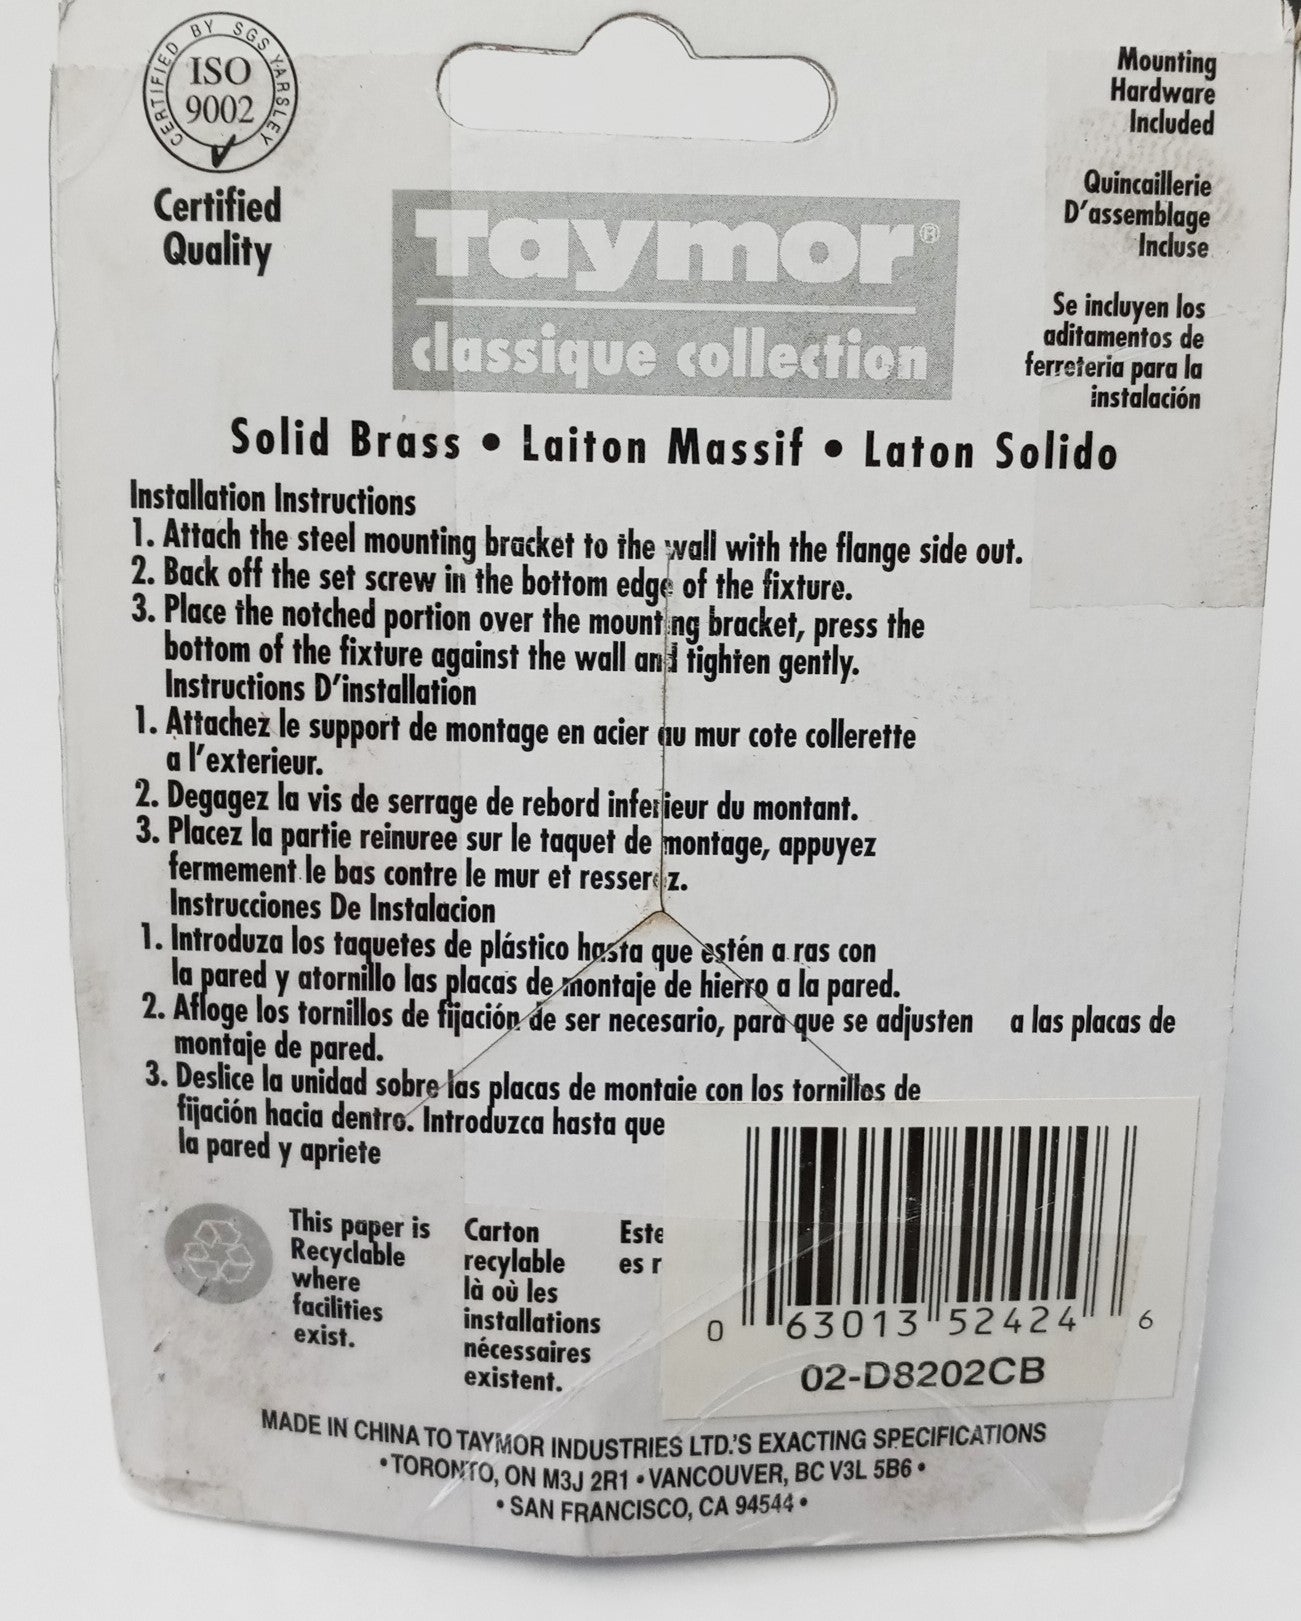 CERTIFIED BY SGS YARSLEY
ISO
9002
Certified
Quality
Mounting
Hardware
Included
Quincaillerie
D'assemblage
Incluse
Se incluyen los
aditamentos de
ferreteria para la
instalación
Taymor®
classique collection
Solid Brass • Laiton Massif • Laton Solido
Installation Instructions
1. Attach the steel mounting bracket to the wall with the flange side out.
2. Back off the set screw in the bottom edge of the fixture.
3. Place the notched portion over the mounting bracket, press the
bottom of the fixture against the wall and tighten gently.
Instructions D'installation
1. Attachez le support de montage en acier au mur cote collerette
a l'exterieur.
2. Degagez la vis de serrage de rebord inferieur du montant.
3. Placez la partie reinuree sur le taquet de montage, appuyez
fermement le bas contre le mur et resserez.
Instrucciones De Instalacion
1. Introduza los taquetes de plástico hasta que estén a ras con
la pared y atornillo las placas de montaje de hierro a la pared.
2. Afloge los tornillos de fijación de ser necesario, para que se adjusten a las placas de
montaje de pared.
3. Deslice la unidad sobre las placas de montaie con los tornillos de
fijación hacia dentro. Introduzca hasta que
la pared y apriete
This paper is
Recyclable
where
facilities
exist.
Carton
recylable
là où les
installations
nécessaires
existent.
Este
es r
0 63013 52424 6
02-D8202CB
MADE IN CHINA TO TAYMOR INDUSTRIES LTD.'S EXACTING SPECIFICATIONS
• TORONTO, ON M3J 2R1 • VANCOUVER, BC V3L 5B6 •
• SAN FRANCISCO, CA 94544 •